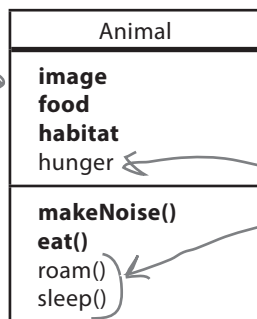 Animal
image
food
habitat
hunger
makeNoise()
eat()
roam()
sleep()